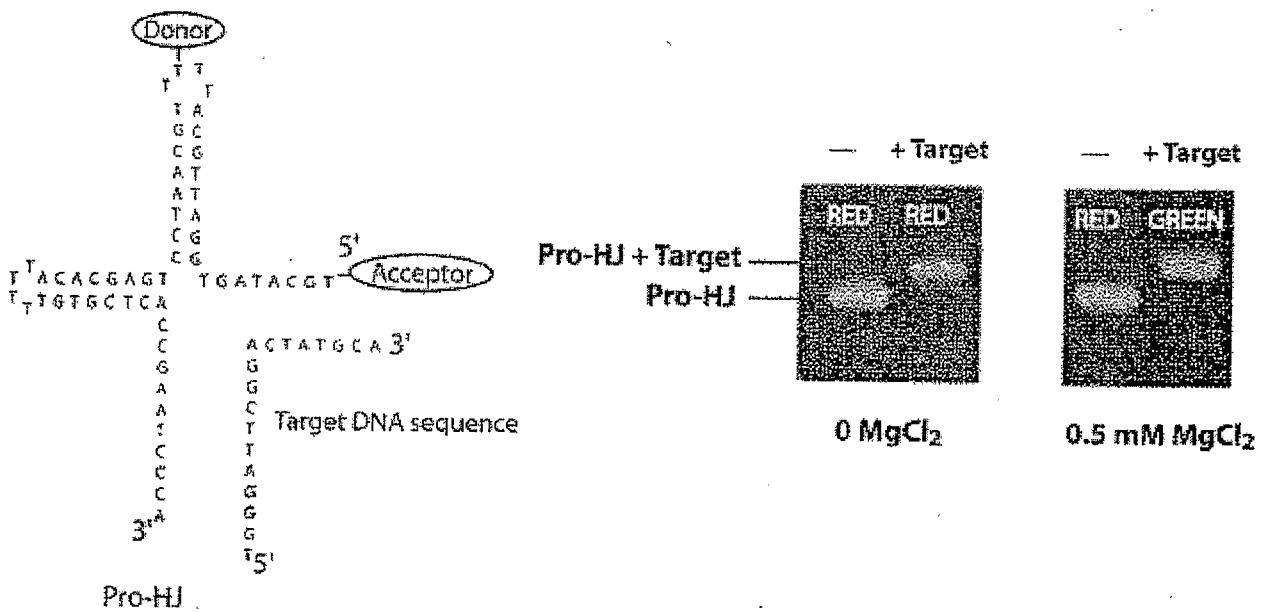 Donor
T
T T
T T
T A
G C
C G
A T
A T
T A
C G
C G
5'
T T A C A C G A G T
T G A T A C G T
Acceptor
T T T G T G C T C A
C
C
G
A
A
T
C
C
C
A
3'
Pro-HJ
A C T A T G C A 3'
G
G
C
T
T
A
G
G
G
T 5'
Target DNA sequence
— + Target
RED RED
Pro-HJ + Target
Pro-HJ
0 MgCl₂
— + Target
RED GREEN
0.5 mM MgCl₂